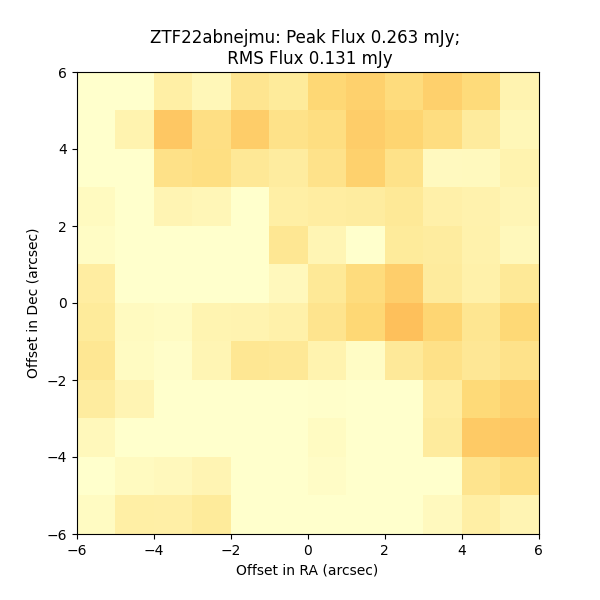 ZTF22abnejmu: Peak Flux 0.263 mJy;
RMS Flux 0.131 mJy
6
4
2
0
−2
−4
−6
Offset in Dec (arcsec)
−6 −4 −2 0 2 4 6
Offset in RA (arcsec)